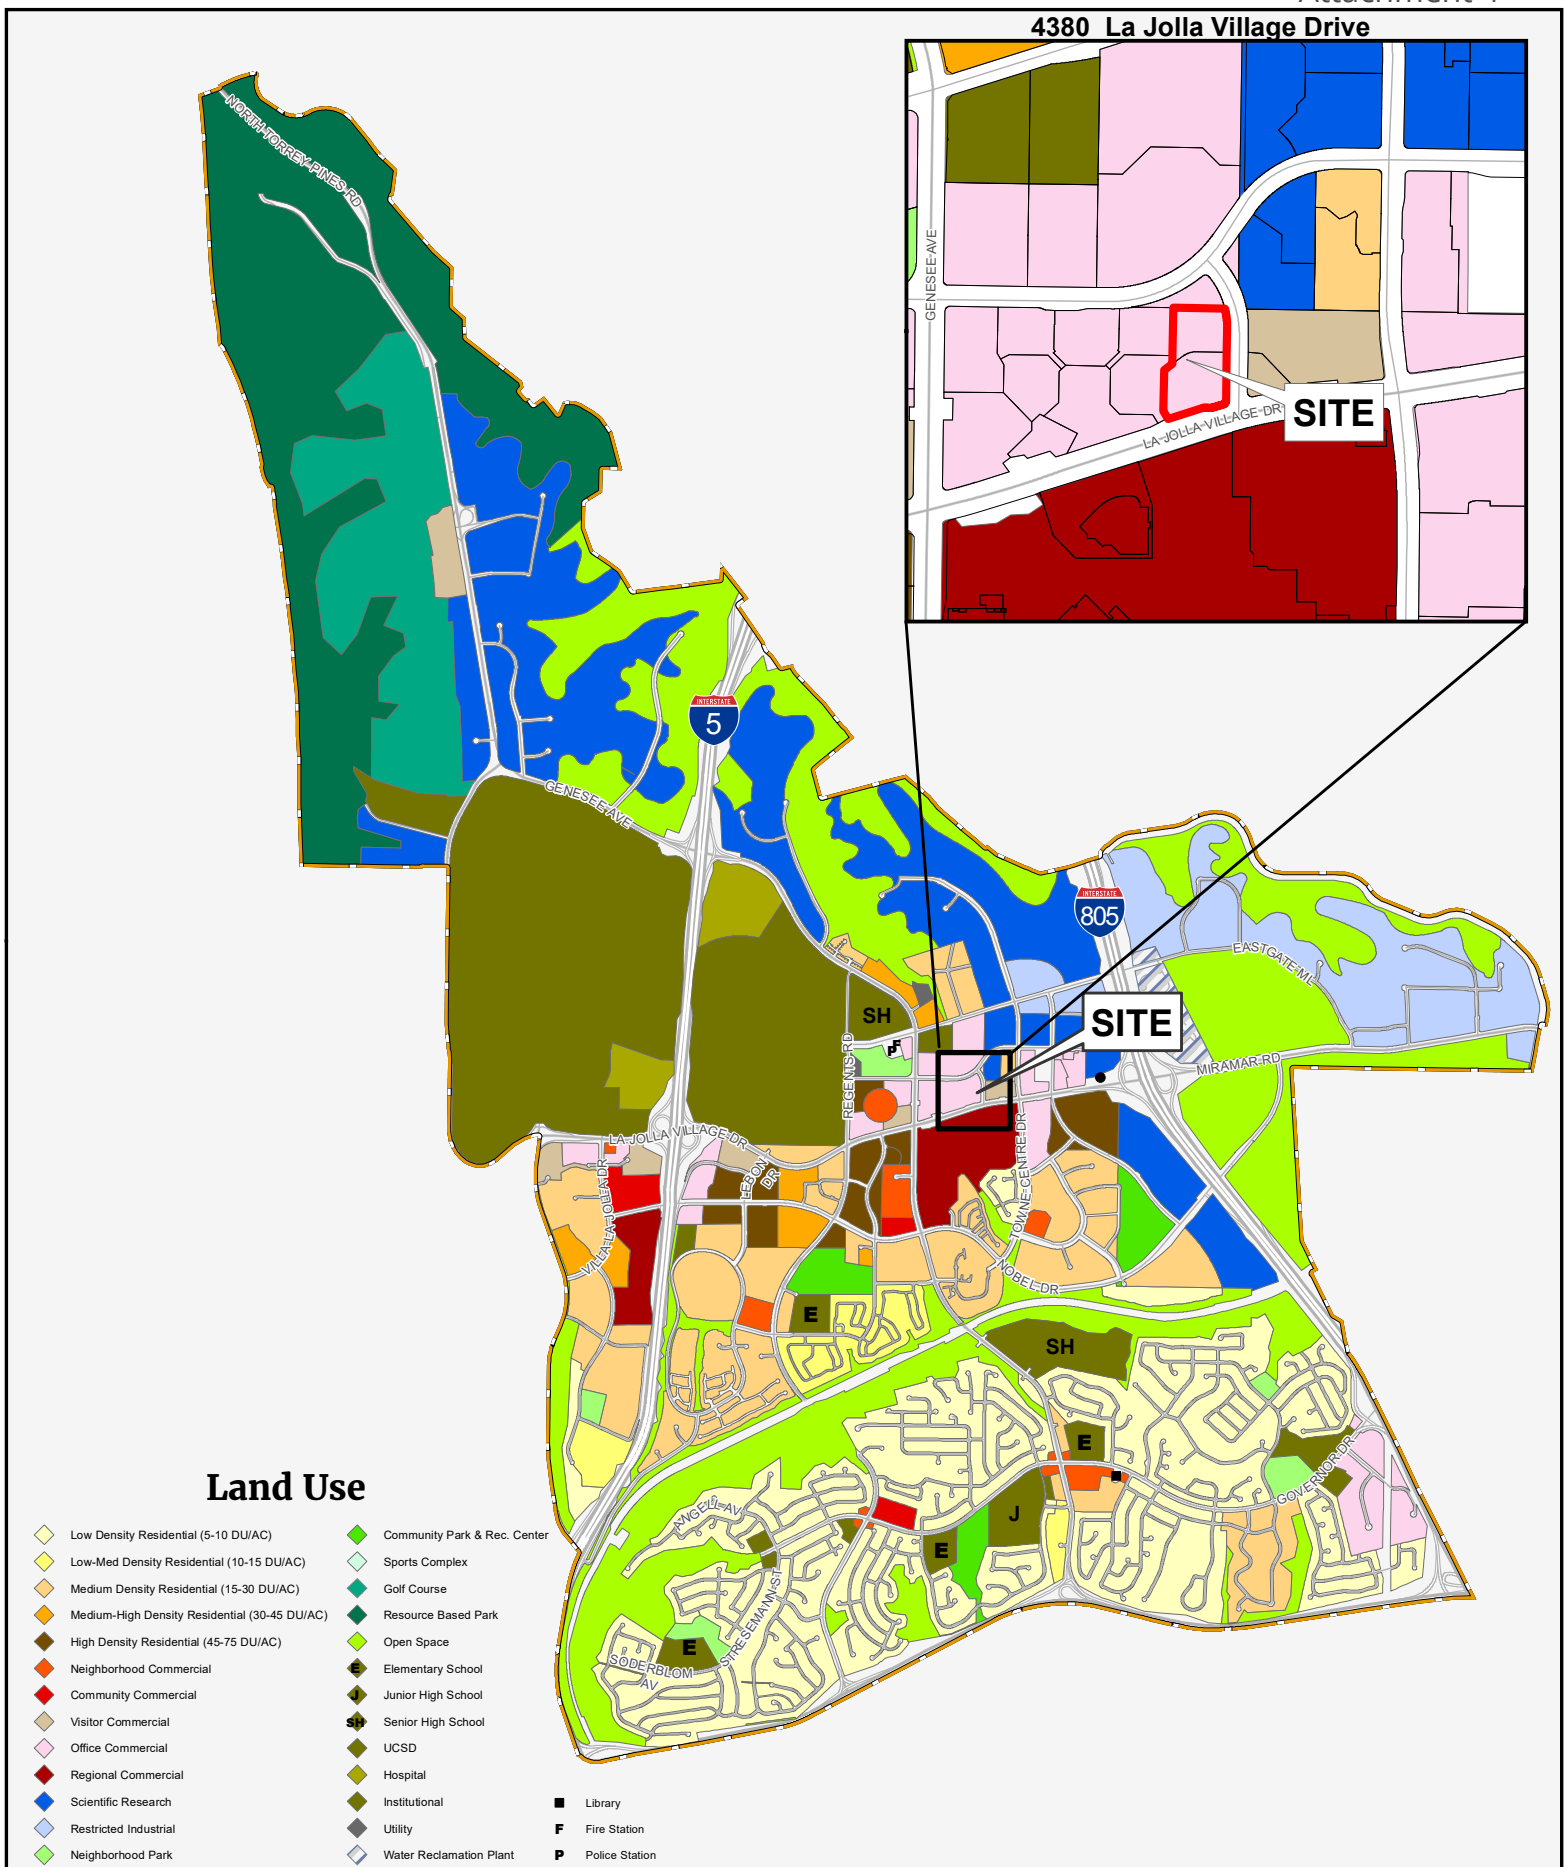 Attachment 4
4380 La Jolla Village Drive
GENESEE AVE
LA JOLLA VILLAGE DR
SITE
NORTH TORREY PINES RD
INTERSTATE
5
GENESEE AVE
INTERSTATE
805
EASTGATE ML
SITE
SH
F
P
REGENTS RD
MIRAMAR RD
LA JOLLA VILLAGE DR
LEBON
DR
VILLA LA JOLLA DR
TOWNE CENTRE DR
NOBEL DR
E
SH
E
GOVERNOR DR
ANGELL AV
J
E
STRESEMANN ST
E
SODERBLOM
AV
Land Use
Low Density Residential (5-10 DU/AC)
Low-Med Density Residential (10-15 DU/AC)
Medium Density Residential (15-30 DU/AC)
Medium-High Density Residential (30-45 DU/AC)
High Density Residential (45-75 DU/AC)
Neighborhood Commercial
Community Commercial
Visitor Commercial
Office Commercial
Regional Commercial
Scientific Research
Restricted Industrial
Neighborhood Park
Community Park & Rec. Center
Sports Complex
Golf Course
Resource Based Park
Open Space
E Elementary School
J Junior High School
SH Senior High School
UCSD
Hospital
Institutional
Utility
Water Reclamation Plant
Library
F Fire Station
P Police Station